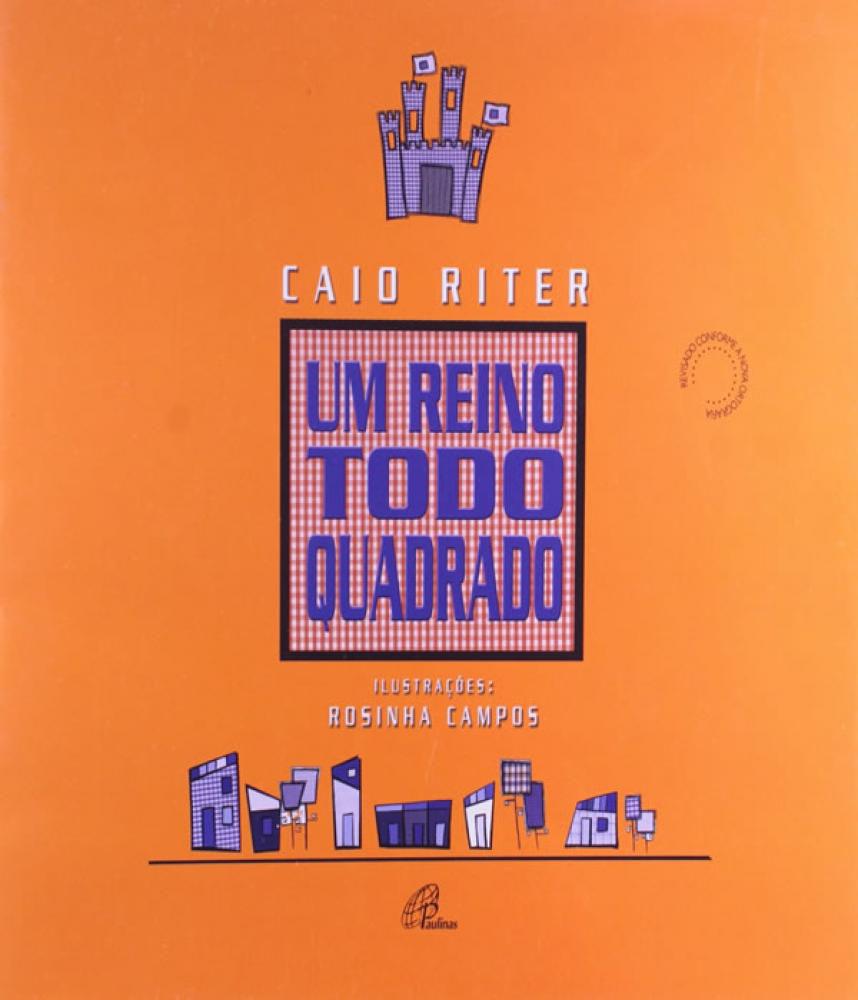 CAIO RITER
UM REINO
TODO
QUADRADO
REVISADO CONFORME A NOVA ORTOGRAFIA
ILUSTRAÇÕES:
ROSINHA CAMPOS
Paulinas